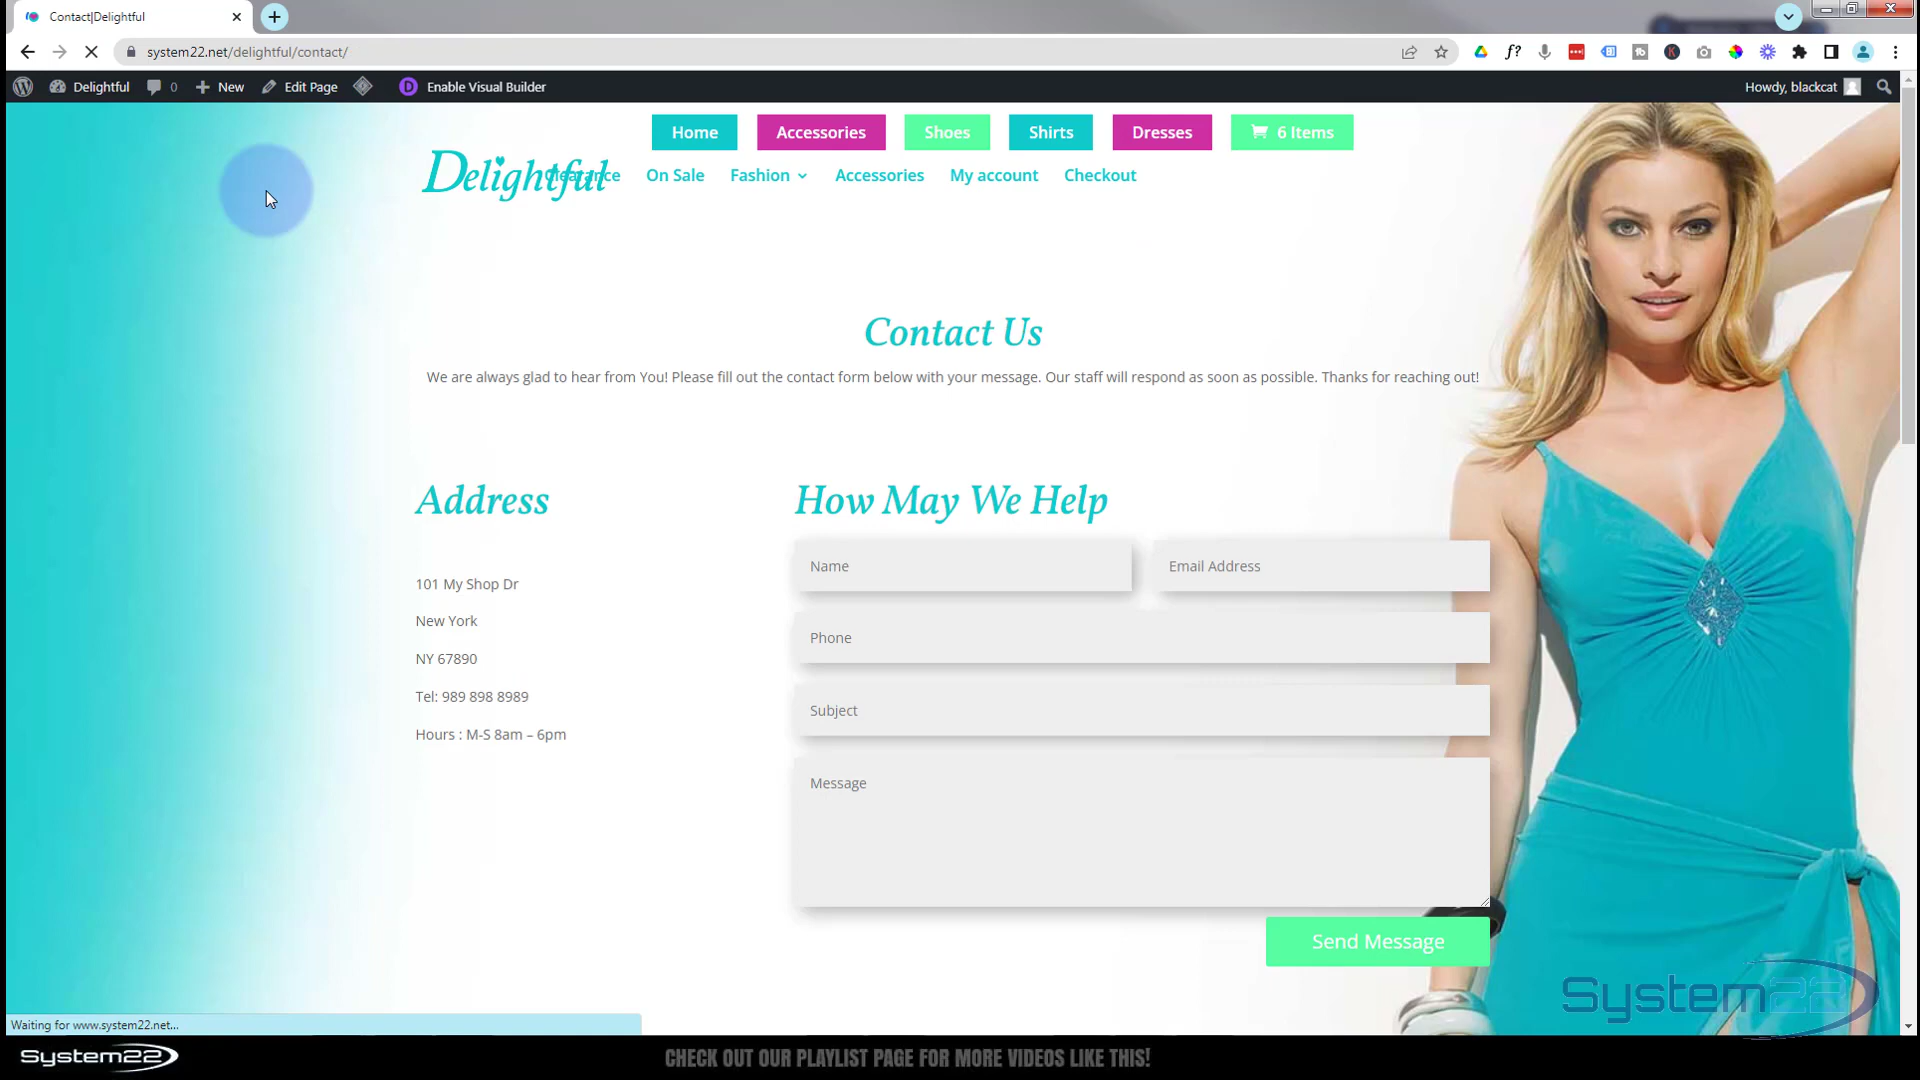 Contact|Delightful
system22.net/delightful/contact/
Delightful 0 New Edit Page Enable Visual Builder Howdy, blackcat
Home Accessories Shoes Shirts Dresses 6 Items
Delightful
Clearance On Sale Fashion Accessories My account Checkout
Contact Us
We are always glad to hear from You! Please fill out the contact form below with your message. Our staff will respond as soon as possible. Thanks for reaching out!
Address
How May We Help
Name
Email Address
101 My Shop Dr
New York
Phone
NY 67890
Tel: 989 898 8989
Subject
Hours : M-S 8am – 6pm
Message
Send Message
System22
Waiting for www.system22.net...
System22
CHECK OUT OUR PLAYLIST PAGE FOR MORE VIDEOS LIKE THIS!